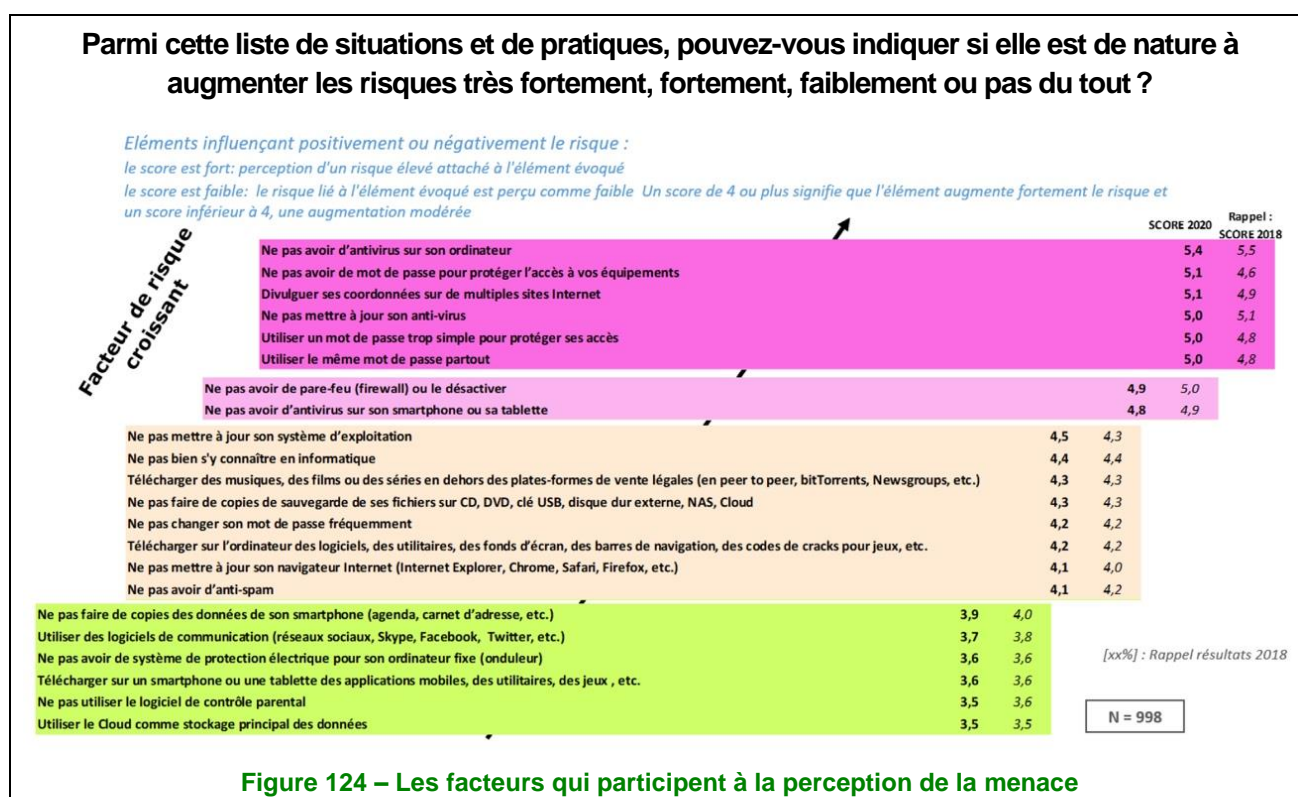 Parmi cette liste de situations et de pratiques, pouvez-vous indiquer si elle est de nature à
augmenter les risques très fortement, fortement, faiblement ou pas du tout ?
Eléments influençant positivement ou négativement le risque :
le score est fort: perception d'un risque élevé attaché à l'élément évoqué
le score est faible: le risque lié à l'élément évoqué est perçu comme faible Un score de 4 ou plus signifie que l'élément augmente fortement le risque et
un score inférieur à 4, une augmentation modérée
Facteur de risque
croissant
SCORE 2020 Rappel :
SCORE 2018
Ne pas avoir d'antivirus sur son ordinateur 5,4 5,5
Ne pas avoir de mot de passe pour protéger l'accès à vos équipements 5,1 4,6
Divulguer ses coordonnées sur de multiples sites Internet 5,1 4,9
Ne pas mettre à jour son anti-virus 5,0 5,1
Utiliser un mot de passe trop simple pour protéger ses accès 5,0 4,8
Utiliser le même mot de passe partout 5,0 4,8
Ne pas avoir de pare-feu (firewall) ou le désactiver 4,9 5,0
Ne pas avoir d'antivirus sur son smartphone ou sa tablette 4,8 4,9
Ne pas mettre à jour son système d'exploitation 4,5 4,3
Ne pas bien s'y connaître en informatique 4,4 4,4
Télécharger des musiques, des films ou des séries en dehors des plates-formes de vente légales (en peer to peer, bitTorrents, Newsgroups, etc.) 4,3 4,3
Ne pas faire de copies de sauvegarde de ses fichiers sur CD, DVD, clé USB, disque dur externe, NAS, Cloud 4,3 4,3
Ne pas changer son mot de passe fréquemment 4,2 4,2
Télécharger sur l'ordinateur des logiciels, des utilitaires, des fonds d'écran, des barres de navigation, des codes de cracks pour jeux, etc. 4,2 4,2
Ne pas mettre à jour son navigateur Internet (Internet Explorer, Chrome, Safari, Firefox, etc.) 4,1 4,0
Ne pas avoir d'anti-spam 4,1 4,2
Ne pas faire de copies des données de son smartphone (agenda, carnet d'adresse, etc.) 3,9 4,0
Utiliser des logiciels de communication (réseaux sociaux, Skype, Facebook, Twitter, etc.) 3,7 3,8
Ne pas avoir de système de protection électrique pour son ordinateur fixe (onduleur) 3,6 3,6
Télécharger sur un smartphone ou une tablette des applications mobiles, des utilitaires, des jeux , etc. 3,6 3,6
Ne pas utiliser le logiciel de contrôle parental 3,5 3,6
Utiliser le Cloud comme stockage principal des données 3,5 3,5
[xx%] : Rappel résultats 2018
N = 998
Figure 124 – Les facteurs qui participent à la perception de la menace